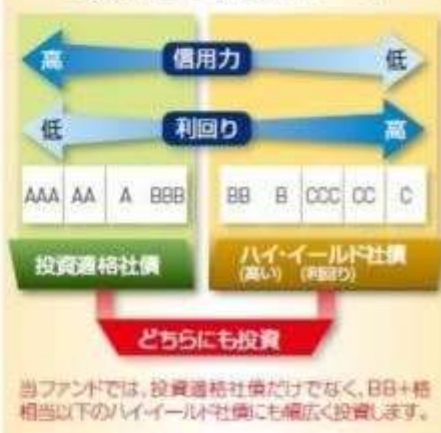 高 信用力 低
低 利回り 高
AAA AA A BBB BB B CCC CC C
投資適格社債
ハイ・イールド社債
(高い) (利回り)
どちらにも投資
当ファンドでは、投資適格社債だけでなく、BB+格
相当以下のハイ・イールド社債にも幅広く投資します。